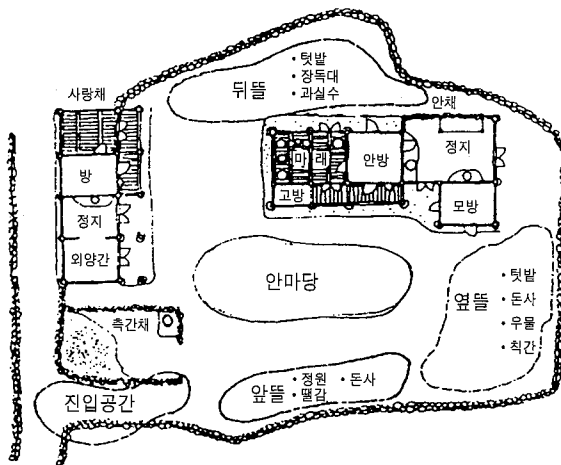 · 텃밭
· 장독대
· 과실수
뒤뜰
사랑채
안채
방
정지
외양간
측간채
마 래
안방
정지
고방
모방
안마당
옆뜰
· 텃밭
· 돈사
· 우물
· 칙간
앞뜰
· 정원 · 돈사
· 땔감
진입공간